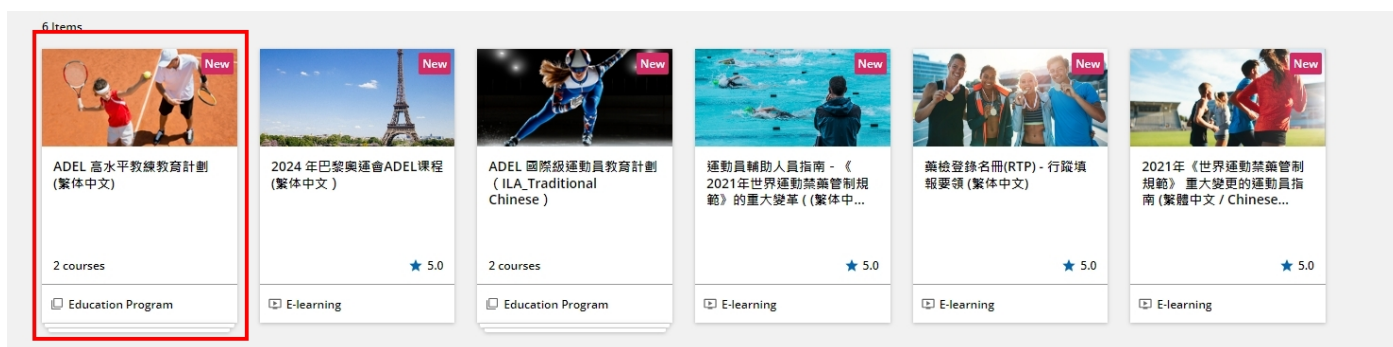 6 Items
New
ADEL 高水平教練教育計劃
(繁体中文)
2 courses
Education Program
New
2024 年巴黎奧運會ADEL课程
(繁体中文 )
5.0
E-learning
New
ADEL 國際級運動員教育計劃
( ILA_Traditional
Chinese )
2 courses
Education Program
New
運動員輔助人員指南 - 《
2021年世界運動禁藥管制規
範》的重大變革 ( (繁体中...
5.0
E-learning
New
藥檢登錄名冊(RTP) - 行蹤填
報要領 (繁体中文)
5.0
E-learning
New
2021年《世界運動禁藥管制
規範》 重大變更的運動員指
南 (繁體中文 / Chinese...
5.0
E-learning